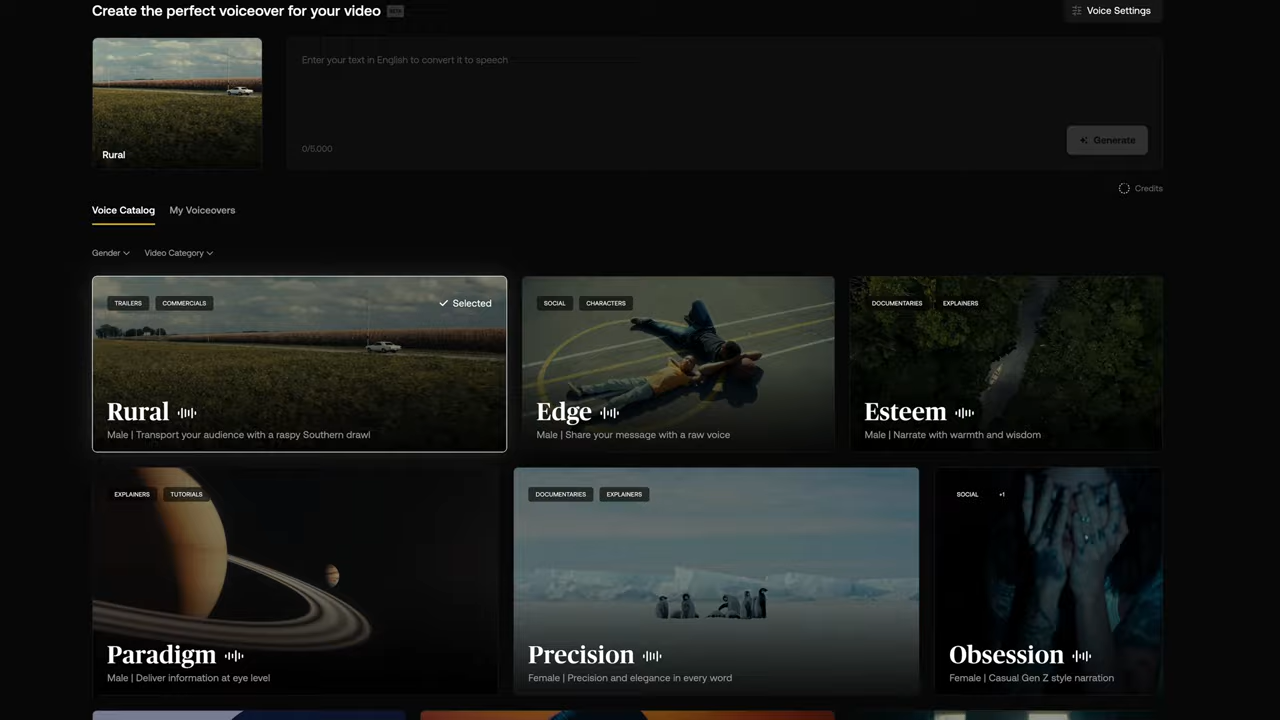 Create the perfect voiceover for your video BETA
Voice Settings
Enter your text in English to convert it to speech
Rural
0/5,000
Generate
Credits
Voice Catalog My Voiceovers
Gender Video Category
TRAILERS COMMERCIALS Selected
Rural
Male | Transport your audience with a raspy Southern drawl
SOCIAL CHARACTERS
Edge
Male | Share your message with a raw voice
DOCUMENTARIES EXPLAINERS
Esteem
Male | Narrate with warmth and wisdom
EXPLAINERS TUTORIALS
Paradigm
Male | Deliver information at eye level
DOCUMENTARIES EXPLAINERS
Precision
Female | Precision and elegance in every word
SOCIAL +1
Obsession
Female | Casual Gen Z style narration